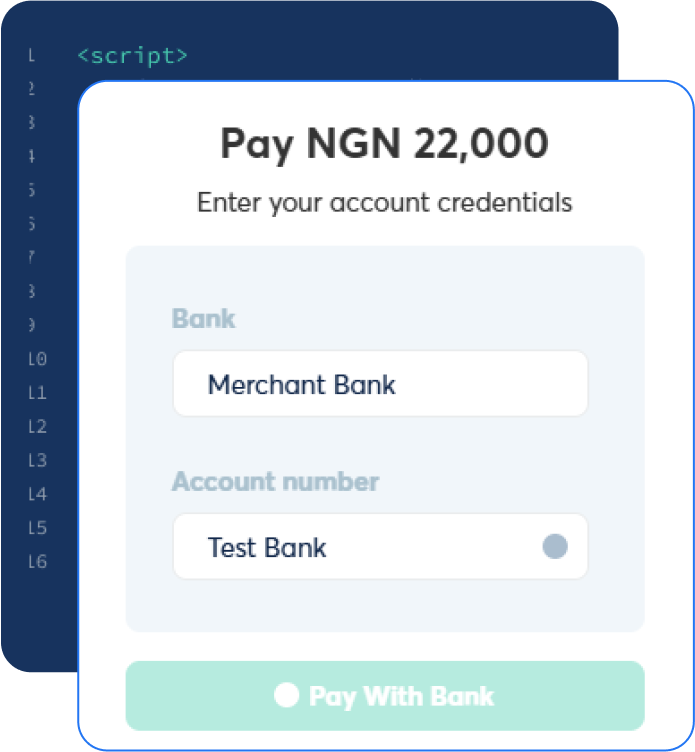 1 <script>
2
3
4
5
6
7
8
9
10
11
12
13
14
15
16
Pay NGN 22,000
Enter your account credentials
Bank
Merchant Bank
Account number
Test Bank
Pay With Bank